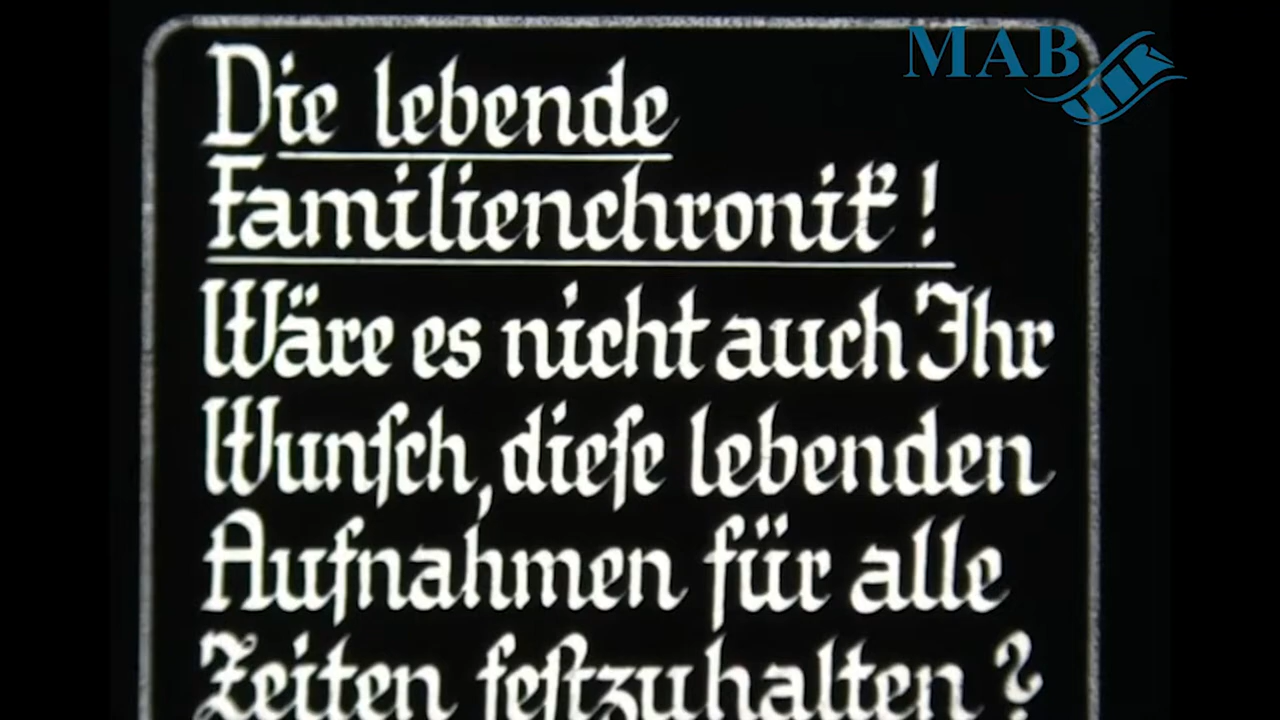 MAB
Die lebende
Familienchronik!
Wäre es nicht auch Ihr
Wunſch, dieſe lebenden
Aufnahmen für alle
Zeiten feſtzuhalten?